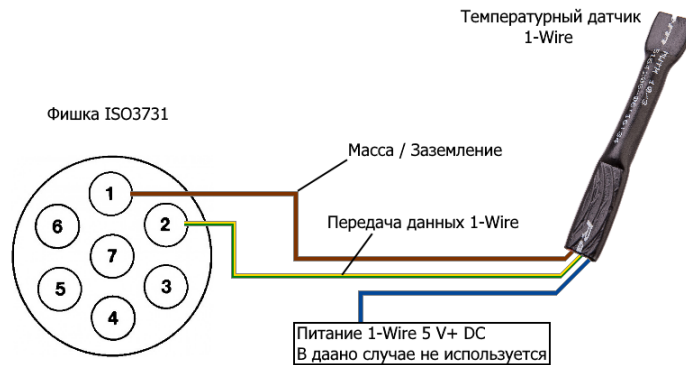 Температурный датчик
1-Wire
Фишка ISO3731
Масса / Заземление
1
2
6
Передача данных 1-Wire
7
5
3
4
Питание 1-Wire 5 V+ DC
В даано случае не используется